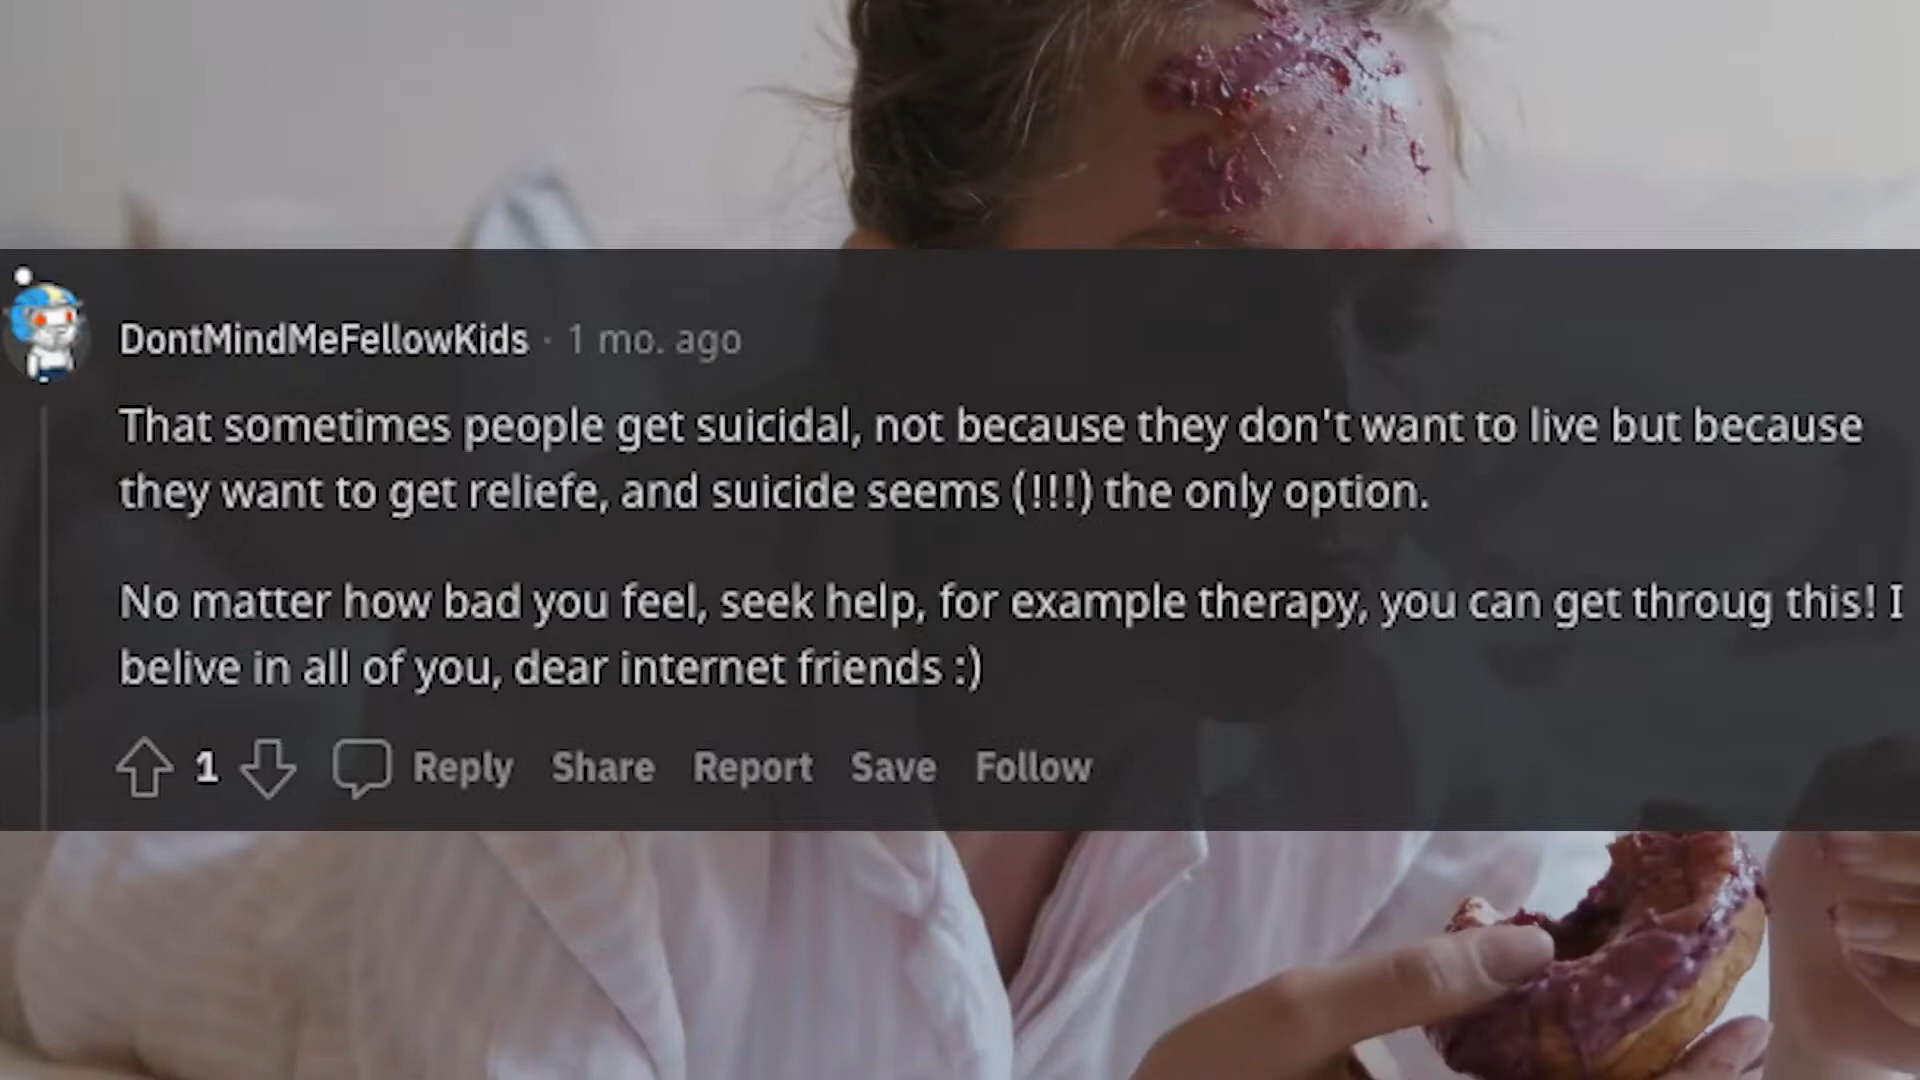 DontMindMeFellowKids · 1 mo. ago
That sometimes people get suicidal, not because they don't want to live but because
they want to get reliefe, and suicide seems (!!!) the only option.
No matter how bad you feel, seek help, for example therapy, you can get throug this! I
belive in all of you, dear internet friends :)
1 Reply Share Report Save Follow